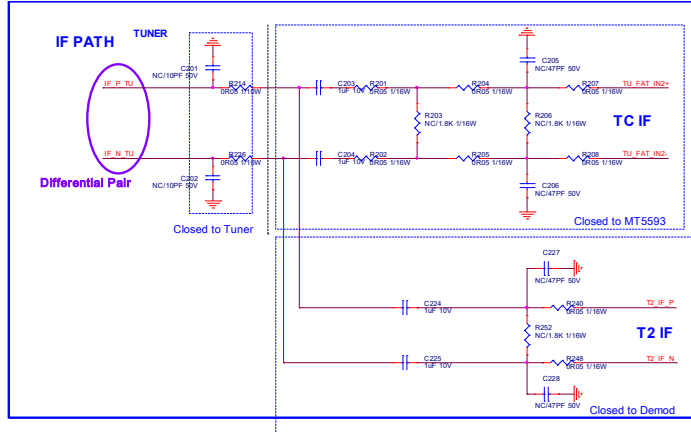 IF PATH
TUNER
C201
NC/10PF 50V
IF_P_TU
R214
0R05 1/16W
C203
1uF 10V
R201
0R05 1/16W
R204
0R05 1/16W
C205
NC/47PF 50V
R207
0R05 1/16W
TU_FAT_IN2+
R203
NC/1.8K 1/16W
R206
NC/1.8K 1/16W
TC IF
IF_N_TU
R226
0R05 1/16W
C204
1uF 10V
R202
0R05 1/16W
R205
0R05 1/16W
R208
0R05 1/16W
TU_FAT_IN2-
Differential Pair
C202
NC/10PF 50V
C206
NC/47PF 50V
Closed to Tuner
Closed to MT5593
C227
NC/47PF 50V
C224
1uF 10V
R240
0R05 1/16W
T2_IF_P
R252
NC/1.8K 1/16W
T2 IF
C225
1uF 10V
R248
0R05 1/16W
T2_IF_N
C228
NC/47PF 50V
Closed to Demod